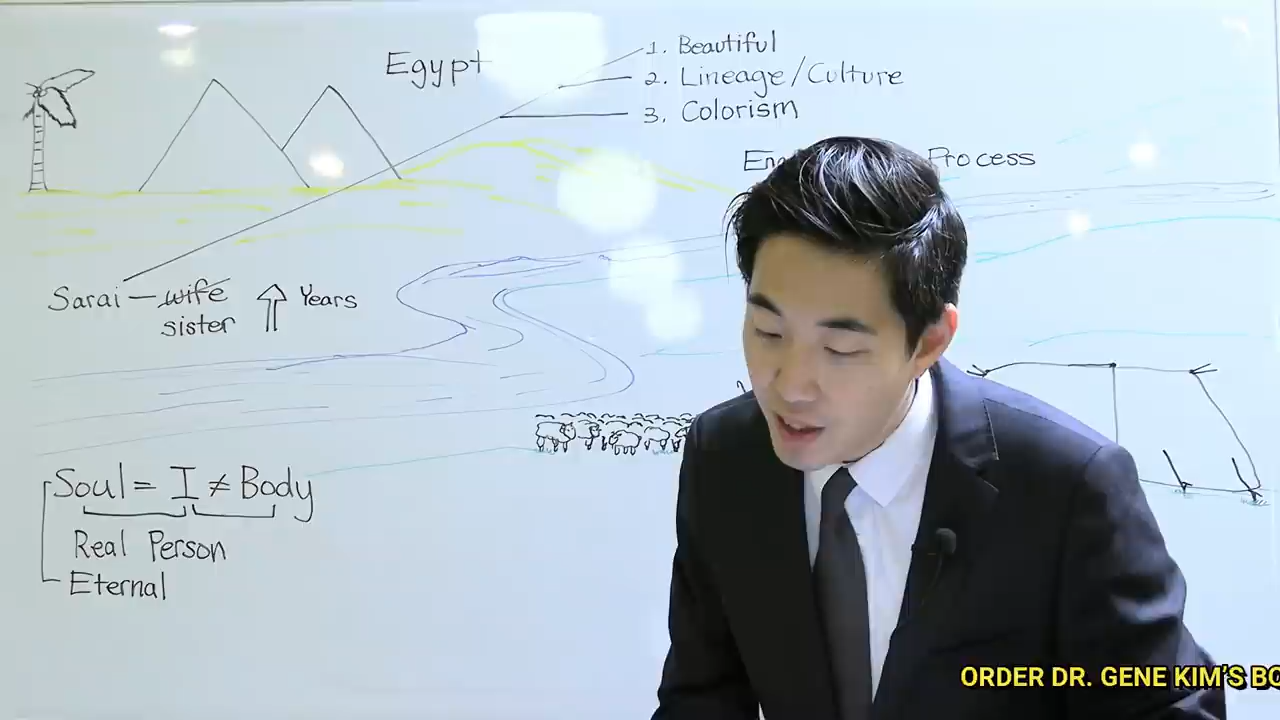 Egypt
1. Beautiful
2. Lineage/Culture
3. Colorism
Process
Sarai — wife
sister
Years
Soul = I ≠ Body
Real Person
Eternal
ORDER DR. GENE KIM'S